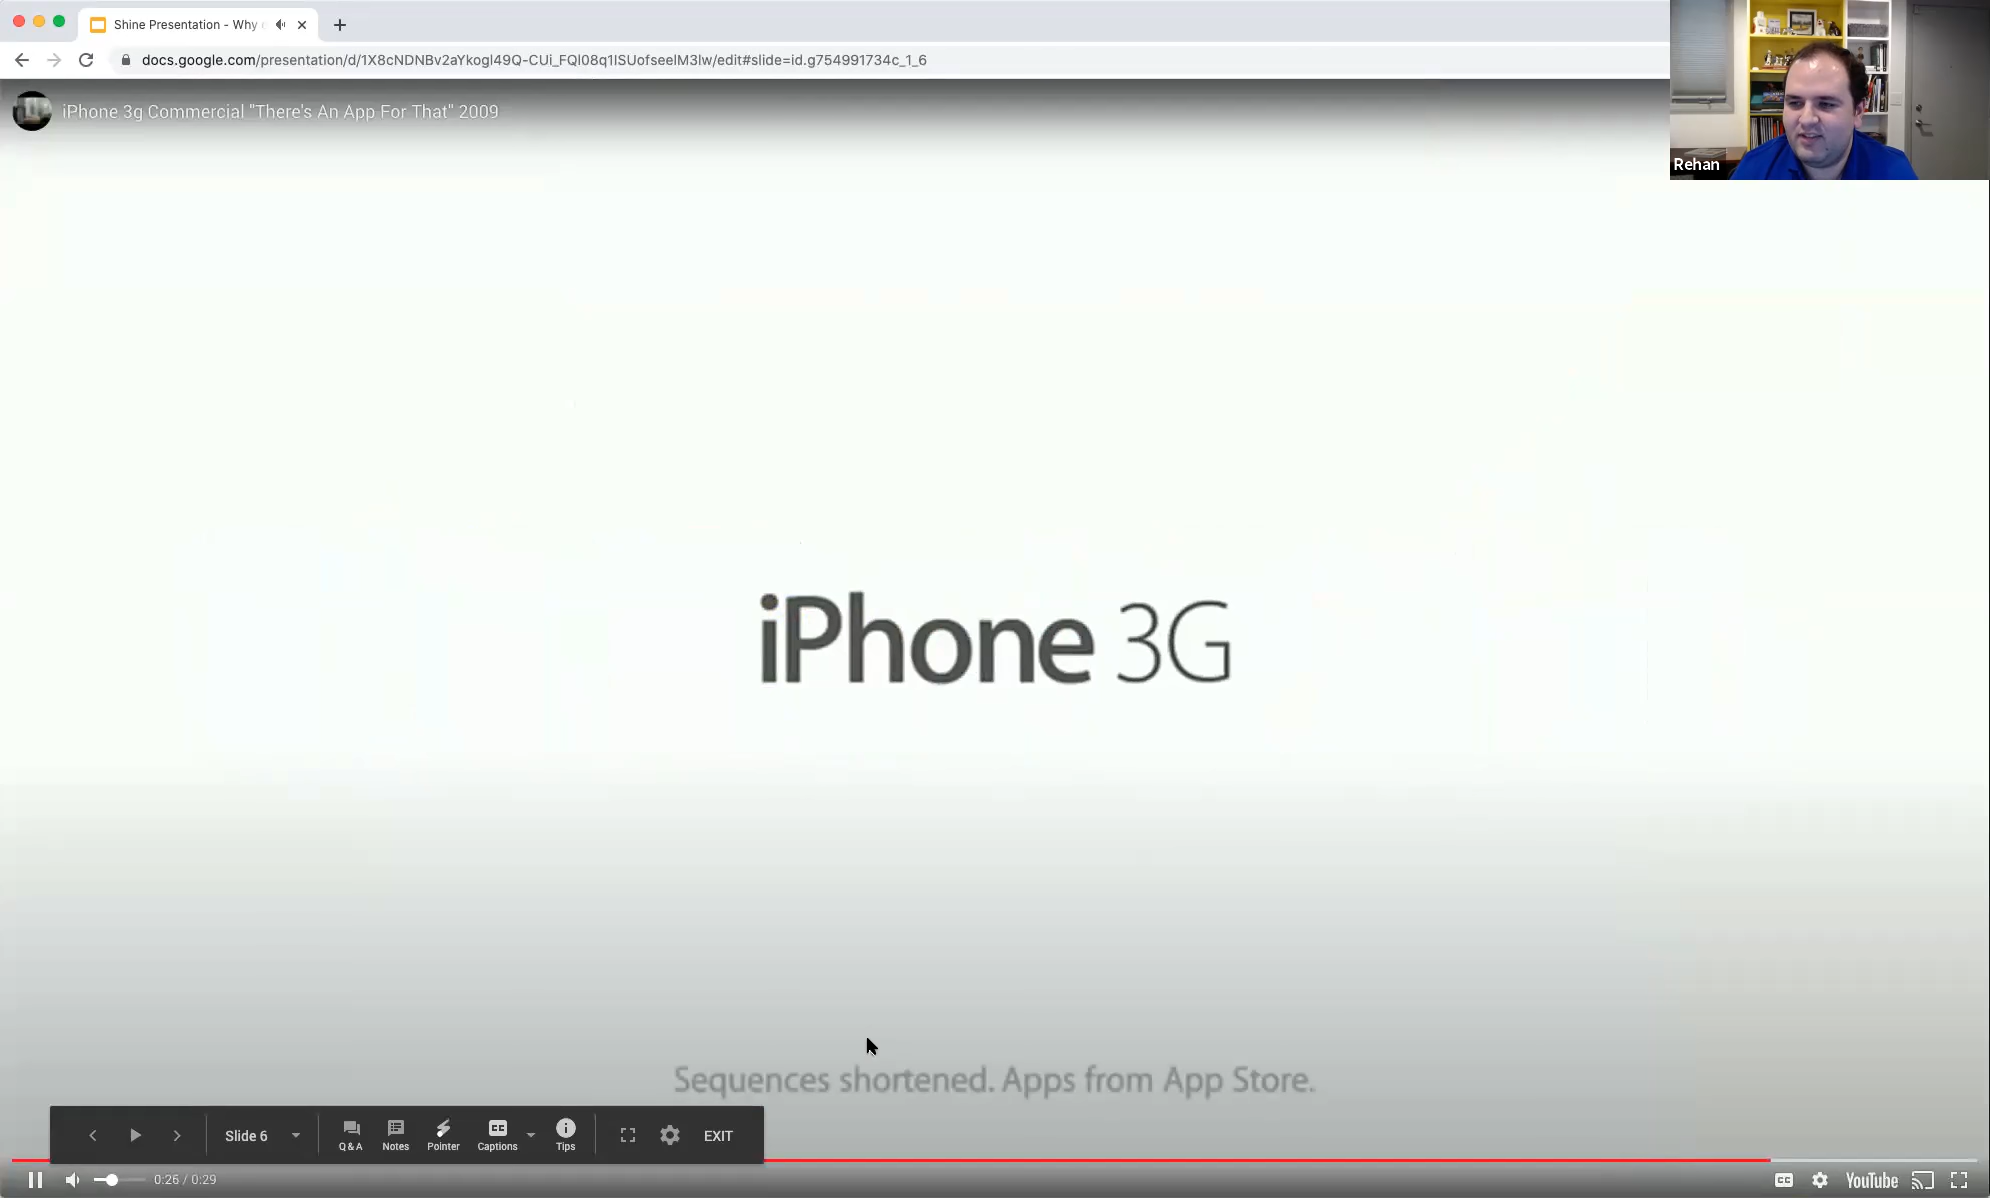 Shine Presentation - Why
docs.google.com/presentation/d/1X8cNDNBv2aYkogl49Q-CUi_FQl08q1lSUofseelM3lw/edit#slide=id.g754991734c_1_6
iPhone 3g Commercial "There's An App For That" 2009
Rehan
iPhone 3G
Sequences shortened. Apps from App Store.
Slide 6
Q & A
Notes
Pointer
CC
Captions
Tips
EXIT
0:26 / 0:29
CC
YouTube